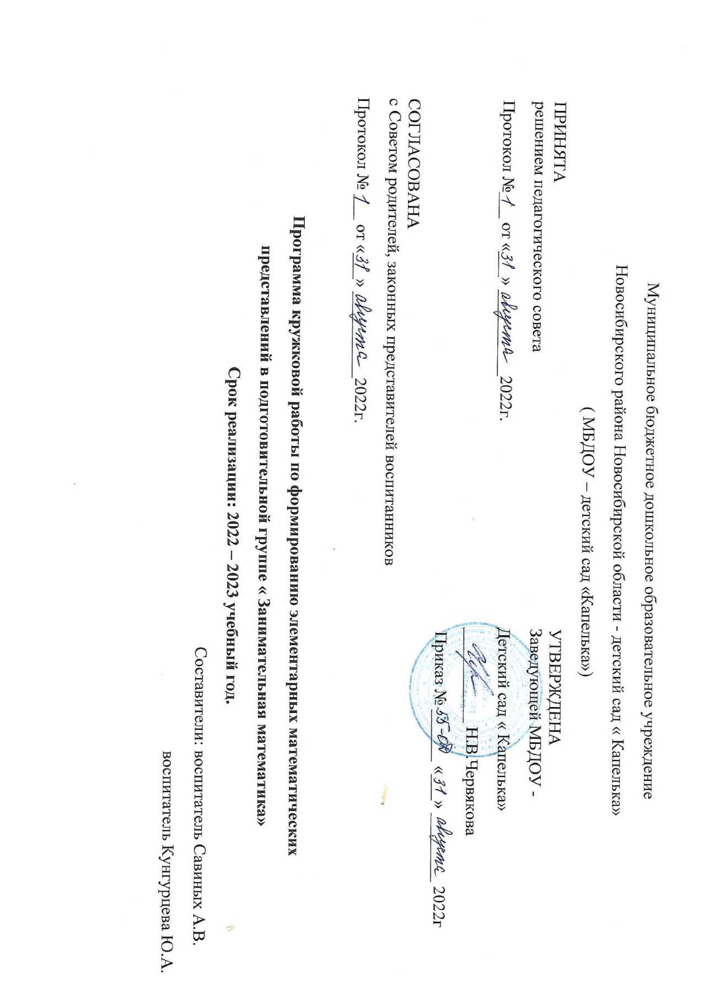 Муниципальное бюджетное дошкольное образовательное учреждение
Новосибирского района Новосибирской области - детский сад « Капелька»
( МБДОУ – детский сад «Капелька»)
ПРИНЯТА
решением педагогического совета
Протокол № 1 от «31 » августа 2022г.
УТВЕРЖДЕНА
Заведующей МБДОУ -
Детский сад « Капелька»
Н.В.Червякова
Приказ № 55-ОД «31 » августа 2022г
СОГЛАСОВАНА
с Советом родителей, законных представителей воспитанников
Протокол № 1 от «31 » августа 2022г.
Программа кружковой работы по формированию элементарных математических
представлений в подготовительной группе « Занимательная математика»
Срок реализации: 2022 – 2023 учебный год.
Составители: воспитатель Савиных А.В.
воспитатель Кунгурцева Ю.А.